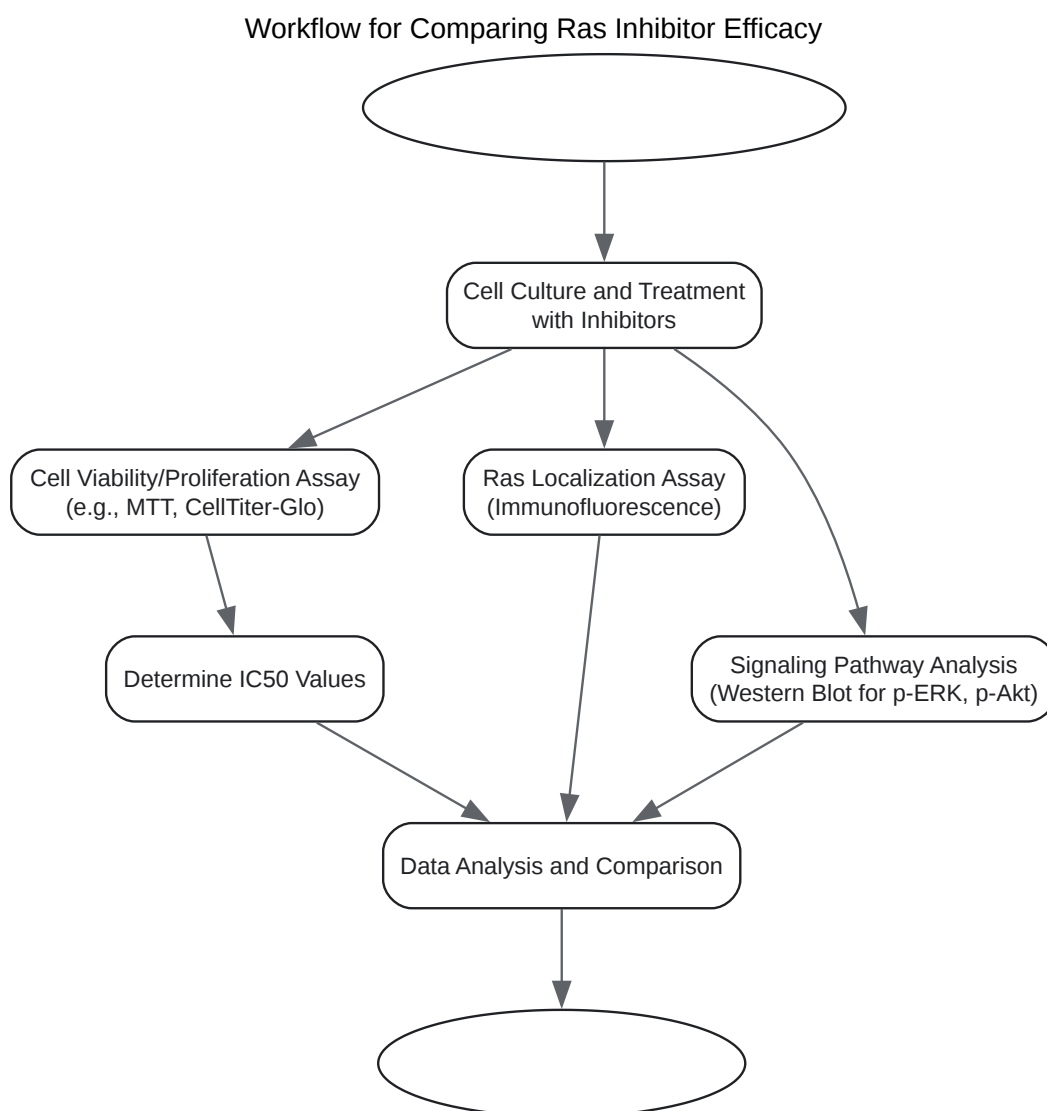 Workflow for Comparing Ras Inhibitor Efficacy
Cell Culture and Treatment
with Inhibitors
Cell Viability/Proliferation Assay
(e.g., MTT, CellTiter-Glo)
Ras Localization Assay
(Immunofluorescence)
Determine IC50 Values
Signaling Pathway Analysis
(Western Blot for p-ERK, p-Akt)
Data Analysis and Comparison